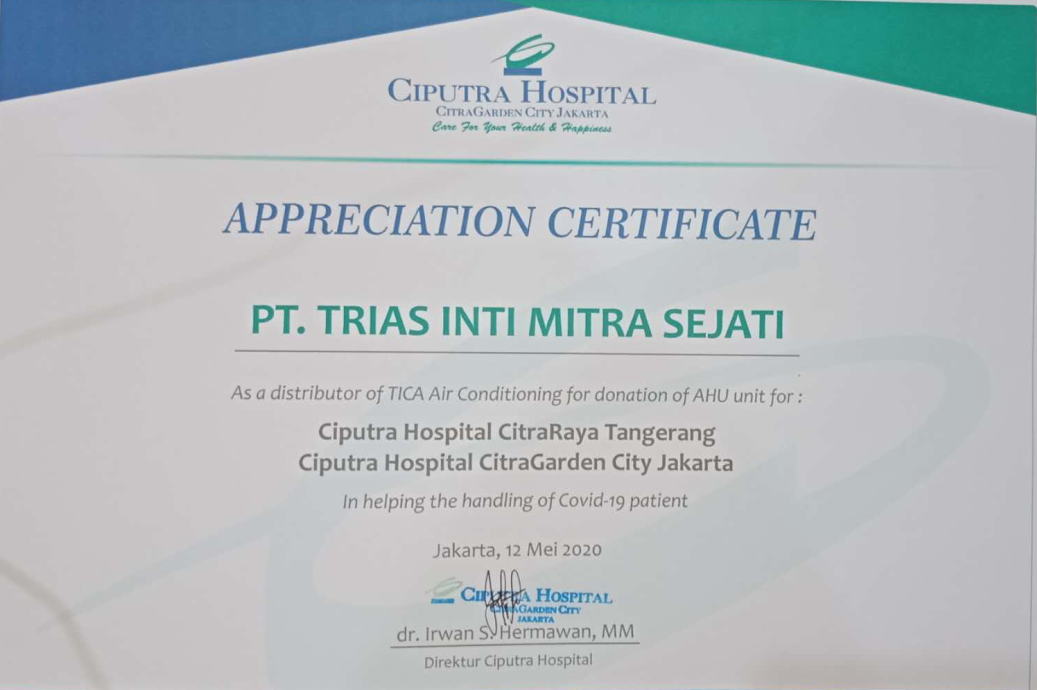 CIPUTRA HOSPITAL
CITRAGARDEN CITY JAKARTA
Care For Your Health & Happiness
APPRECIATION CERTIFICATE
PT. TRIAS INTI MITRA SEJATI
As a distributor of TICA Air Conditioning for donation of AHU unit for :
Ciputra Hospital CitraRaya Tangerang
Ciputra Hospital CitraGarden City Jakarta
In helping the handling of Covid-19 patient
Jakarta, 12 Mei 2020
CIPUTRA HOSPITAL
CITRAGARDEN CITY
JAKARTA
dr. Irwan S. Hermawan, MM
Direktur Ciputra Hospital